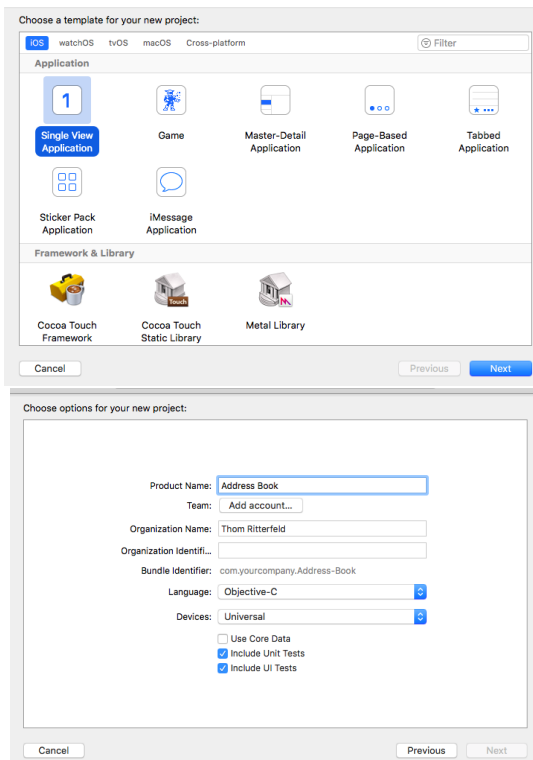 Choose a template for your new project:
iOS watchOS tvOS macOS Cross-platform Filter
Application
1
Single View Application
Game
Master-Detail Application
Page-Based Application
Tabbed Application
Sticker Pack Application
iMessage Application
Framework & Library
Touch
Cocoa Touch Framework
Cocoa Touch Static Library
Metal Library
Cancel Previous Next
Choose options for your new project:
Product Name: Address Book
Team: Add account...
Organization Name: Thom Ritterfeld
Organization Identifi...
Bundle Identifier: com.yourcompany.Address-Book
Language: Objective-C
Devices: Universal
Use Core Data
Include Unit Tests
Include UI Tests
Cancel Previous Next